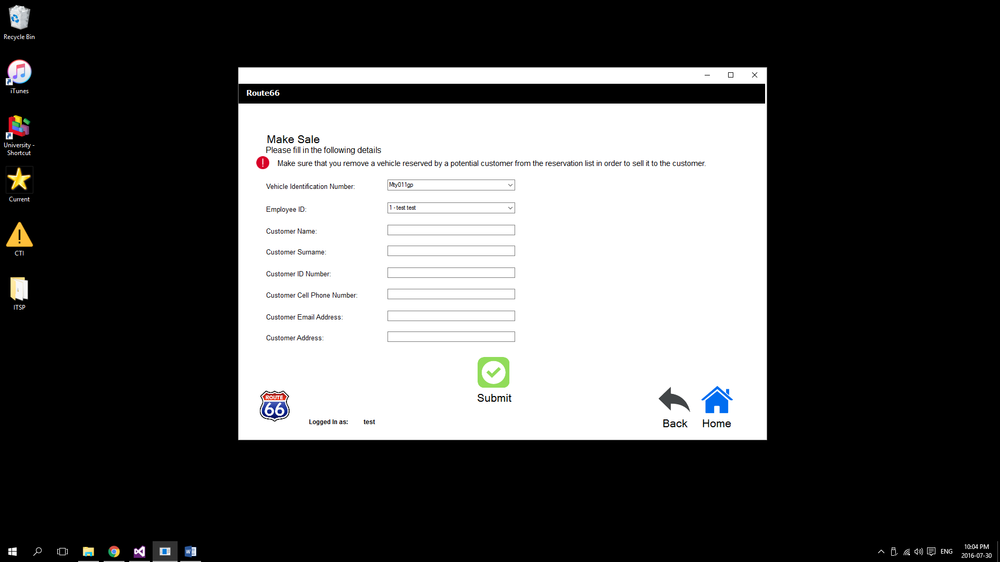 Recycle Bin
iTunes
University -
Shortcut
Current
CTI
ITSP
Route66
Make Sale
Please fill in the following details
! Make sure that you remove a vehicle reserved by a potential customer from the reservation list in order to sell it to the customer.
Vehicle Identification Number: Mty011gp
Employee ID: 1 - test test
Customer Name:
Customer Surname:
Customer ID Number:
Customer Cell Phone Number:
Customer Email Address:
Customer Address:
Submit
ROUTE
66
Logged In as: test
Back
Home
ENG
10:04 PM
2016-07-30